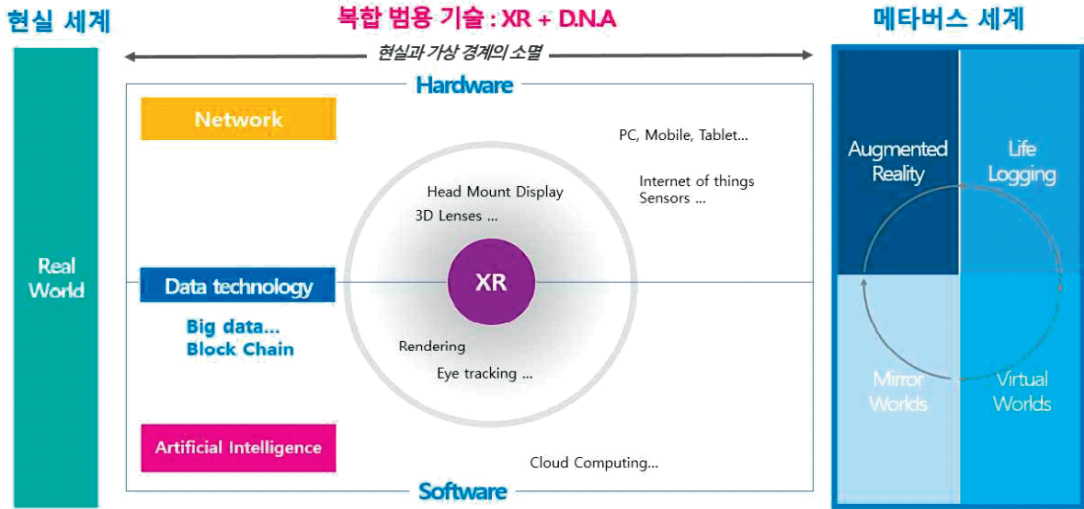 현실 세계
복합 범용 기술 : XR + D.N.A
메타버스 세계
현실과 가상 경계의 소멸
Hardware
Network
PC, Mobile, Tablet...
Internet of things
Sensors ...
Head Mount Display
3D Lenses ...
XR
Real
World
Data technology
Big data...
Block Chain
Rendering
Eye tracking ...
Artificial Intelligence
Cloud Computing...
Software
Augmented
Reality
Life
Logging
Mirror
Worlds
Virtual
Worlds